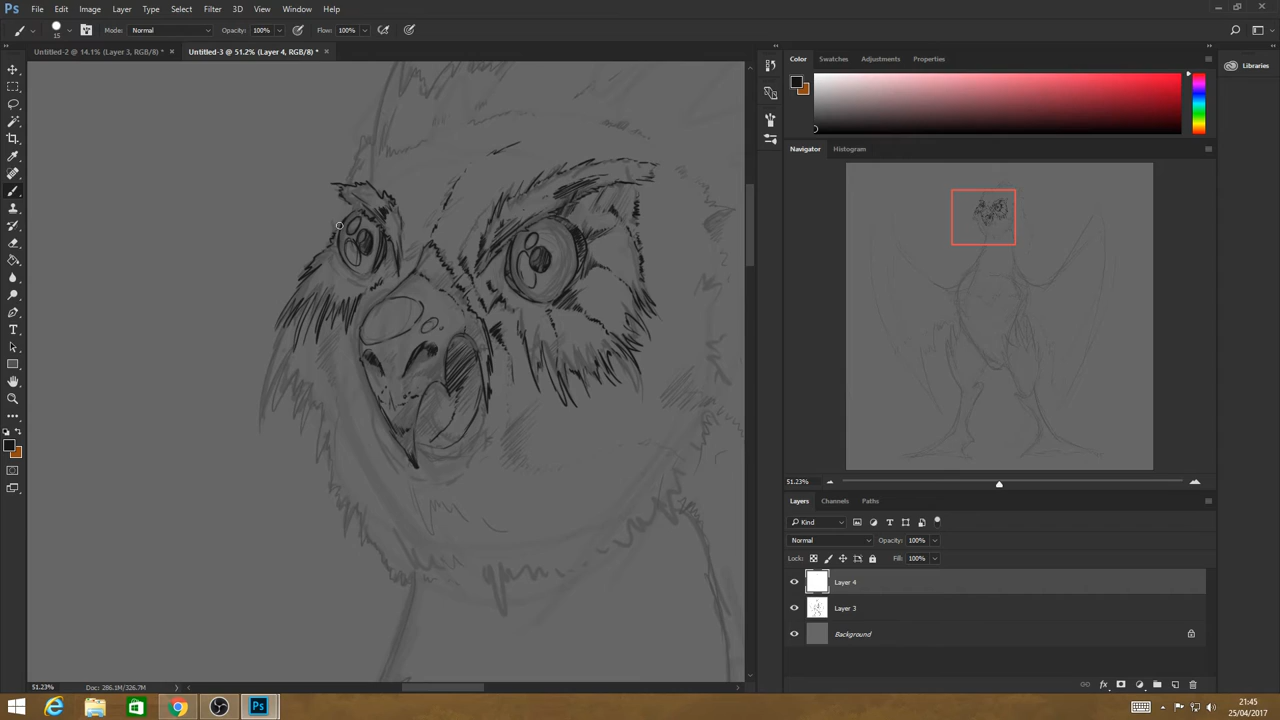 Ps File Edit Image Layer Type Select Filter 3D View Window Help
15 Mode: Normal Opacity: 100% Flow: 100%
Untitled-2 @ 14.1% (Layer 3, RGB/8) * × Untitled-3 @ 51.2% (Layer 4, RGB/8) * ×
Libraries
Color Swatches Adjustments Properties
Navigator Histogram
51.23%
Layers Channels Paths
Kind
Normal Opacity: 100%
Lock: Fill: 100%
Layer 4
Layer 3
Background
51.23% Doc: 286.1M/326.7M
Ps
21:45
25/04/2017